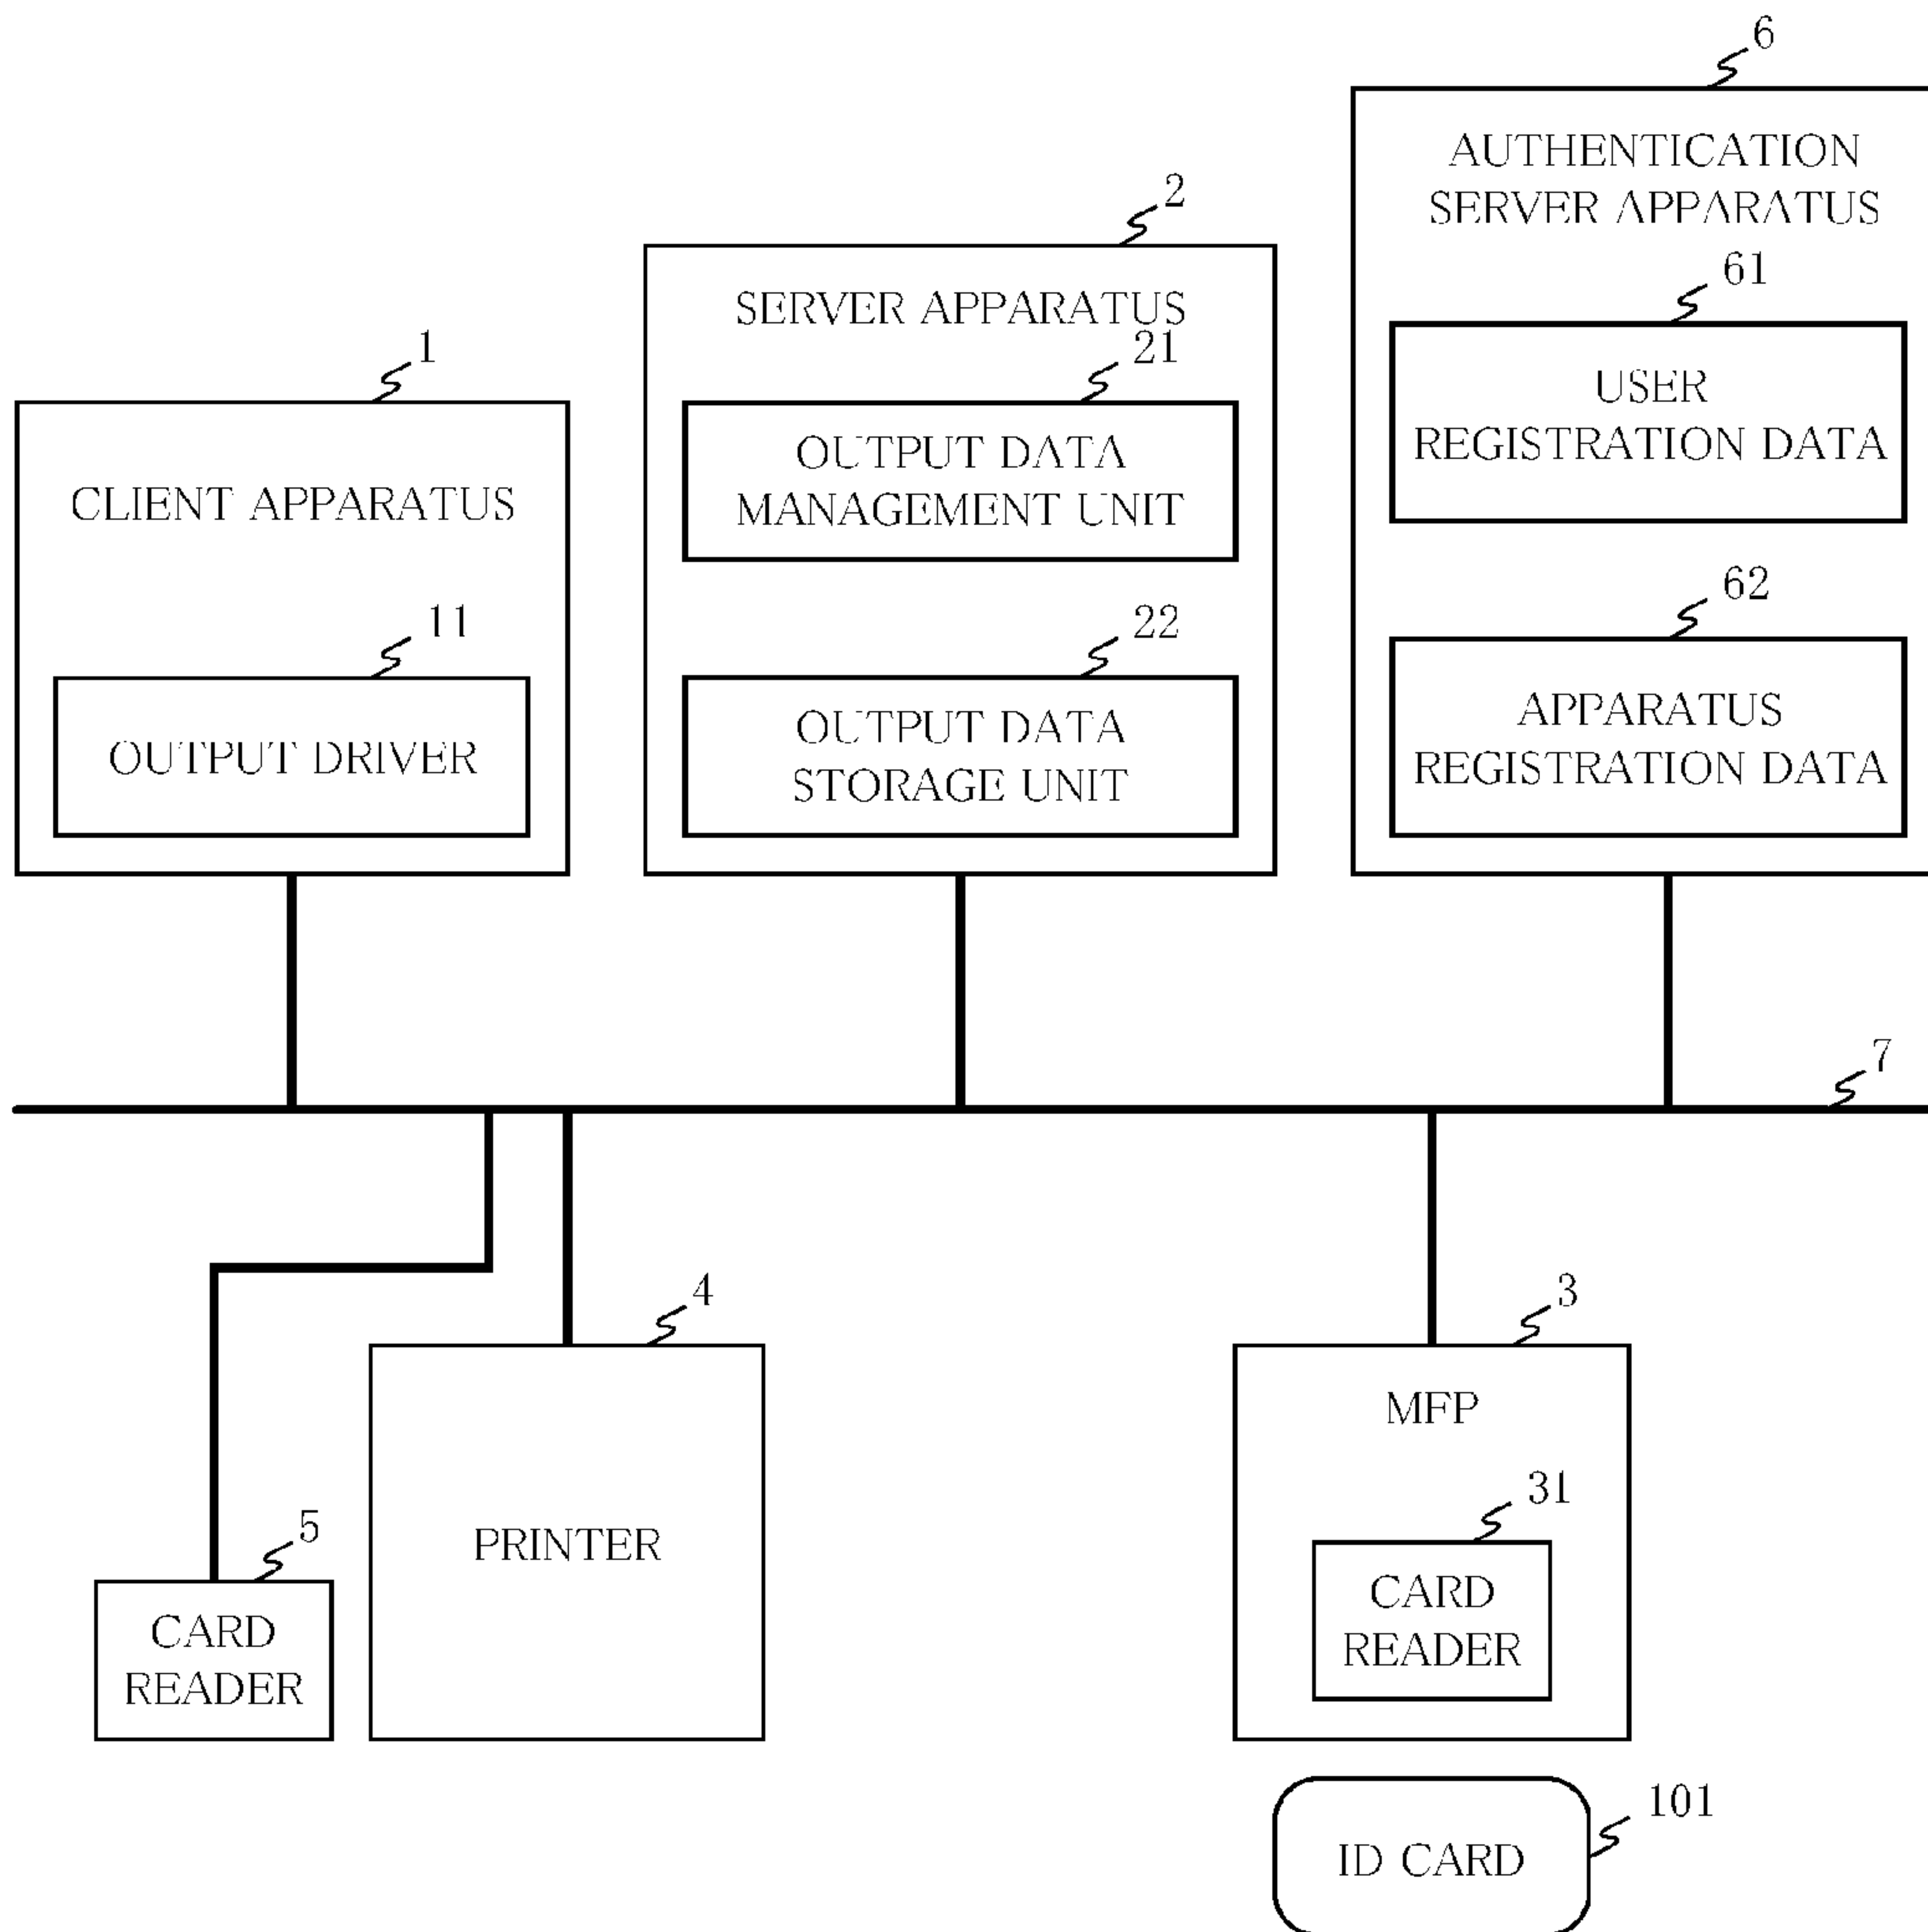 6
AUTHENTICATION
SERVER APPARATUS
2
SERVER APPARATUS
61
USER
REGISTRATION DATA
1
CLIENT APPARATUS
21
OUTPUT DATA
MANAGEMENT UNIT
62
APPARATUS
REGISTRATION DATA
11
OUTPUT DRIVER
22
OUTPUT DATA
STORAGE UNIT
7
4
PRINTER
3
MFP
5
CARD
READER
31
CARD
READER
101
ID CARD